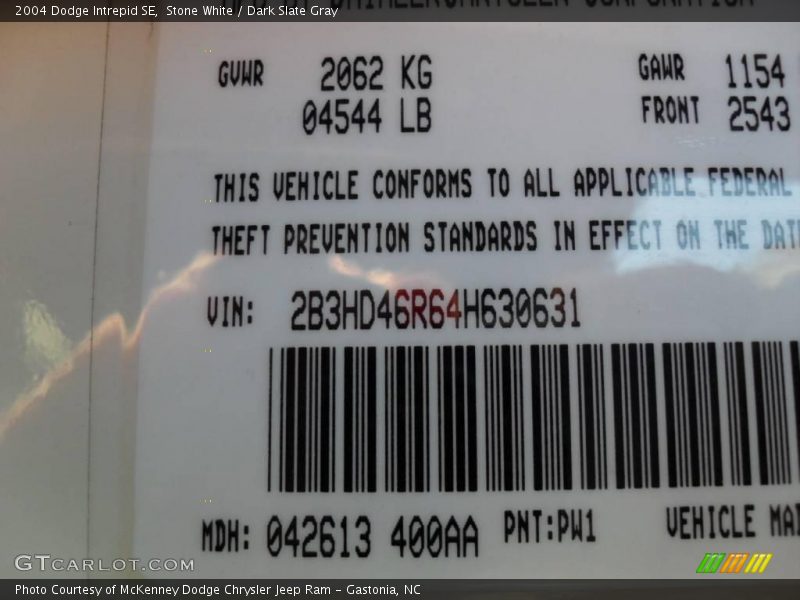 2004 Dodge Intrepid SE, Stone White / Dark Slate Gray
GVWR 2062 KG GAWR 1154
04544 LB FRONT 2543
THIS VEHICLE CONFORMS TO ALL APPLICABLE FEDERAL
THEFT PREVENTION STANDARDS IN EFFECT ON THE DAT
VIN: 2B3HD46R64H630631
MDH: 042613 400AA PNT:PW1 VEHICLE MA
GTCARLOT.COM
Photo Courtesy of McKenney Dodge Chrysler Jeep Ram – Gastonia, NC